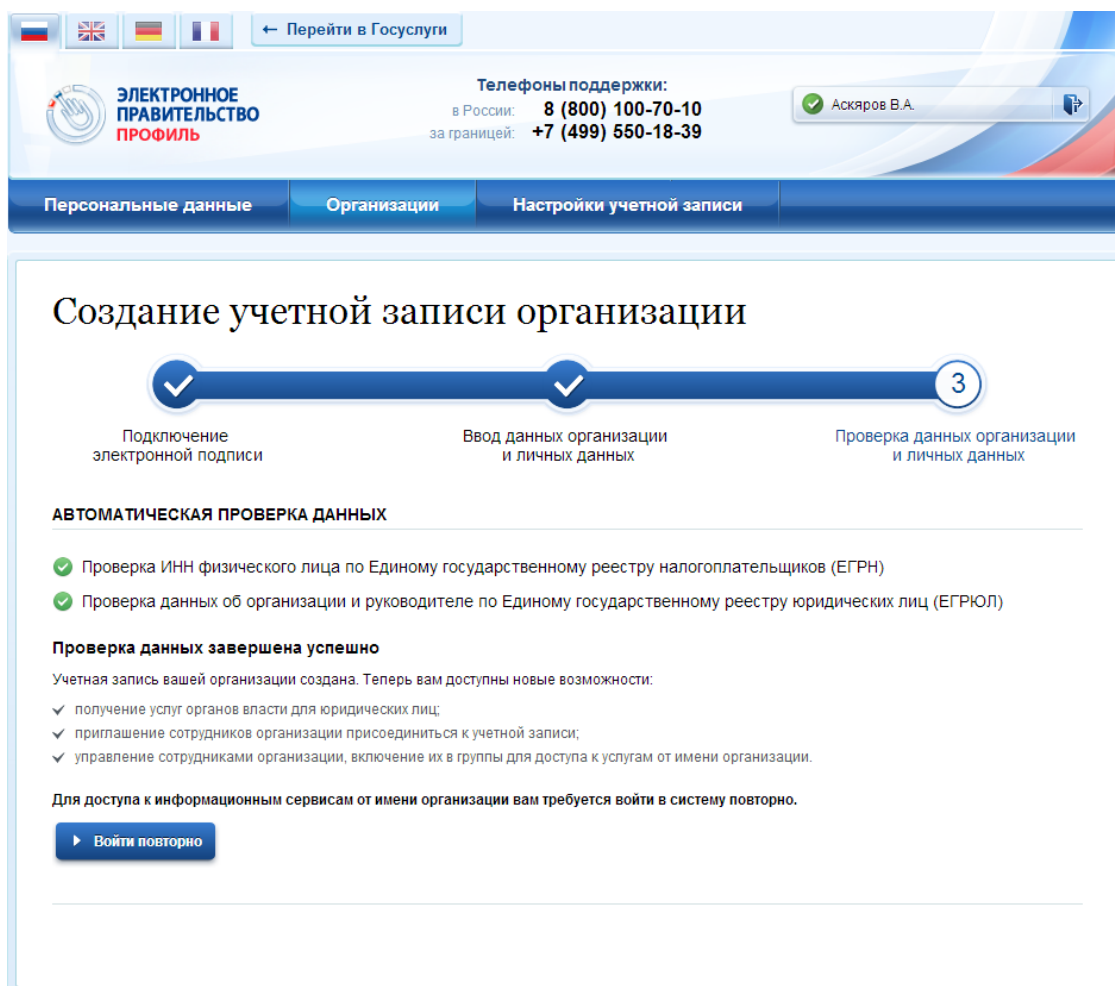 ← Перейти в Госуслуги
ЭЛЕКТРОННОЕ
ПРАВИТЕЛЬСТВО
ПРОФИЛЬ
Телефоны поддержки:
в России: 8 (800) 100-70-10
за границей: +7 (499) 550-18-39
Аскяров В.А.
Персональные данные Организации Настройки учетной записи
Создание учетной записи организации
3
Подключение
электронной подписи
Ввод данных организации
и личных данных
Проверка данных организации
и личных данных
АВТОМАТИЧЕСКАЯ ПРОВЕРКА ДАННЫХ
Проверка ИНН физического лица по Единому государственному реестру налогоплательщиков (ЕГРН)
Проверка данных об организации и руководителе по Единому государственному реестру юридических лиц (ЕГРЮЛ)
Проверка данных завершена успешно
Учетная запись вашей организации создана. Теперь вам доступны новые возможности:
получение услуг органов власти для юридических лиц;
приглашение сотрудников организации присоединиться к учетной записи;
управление сотрудниками организации, включение их в группы для доступа к услугам от имени организации.
Для доступа к информационным сервисам от имени организации вам требуется войти в систему повторно.
Войти повторно